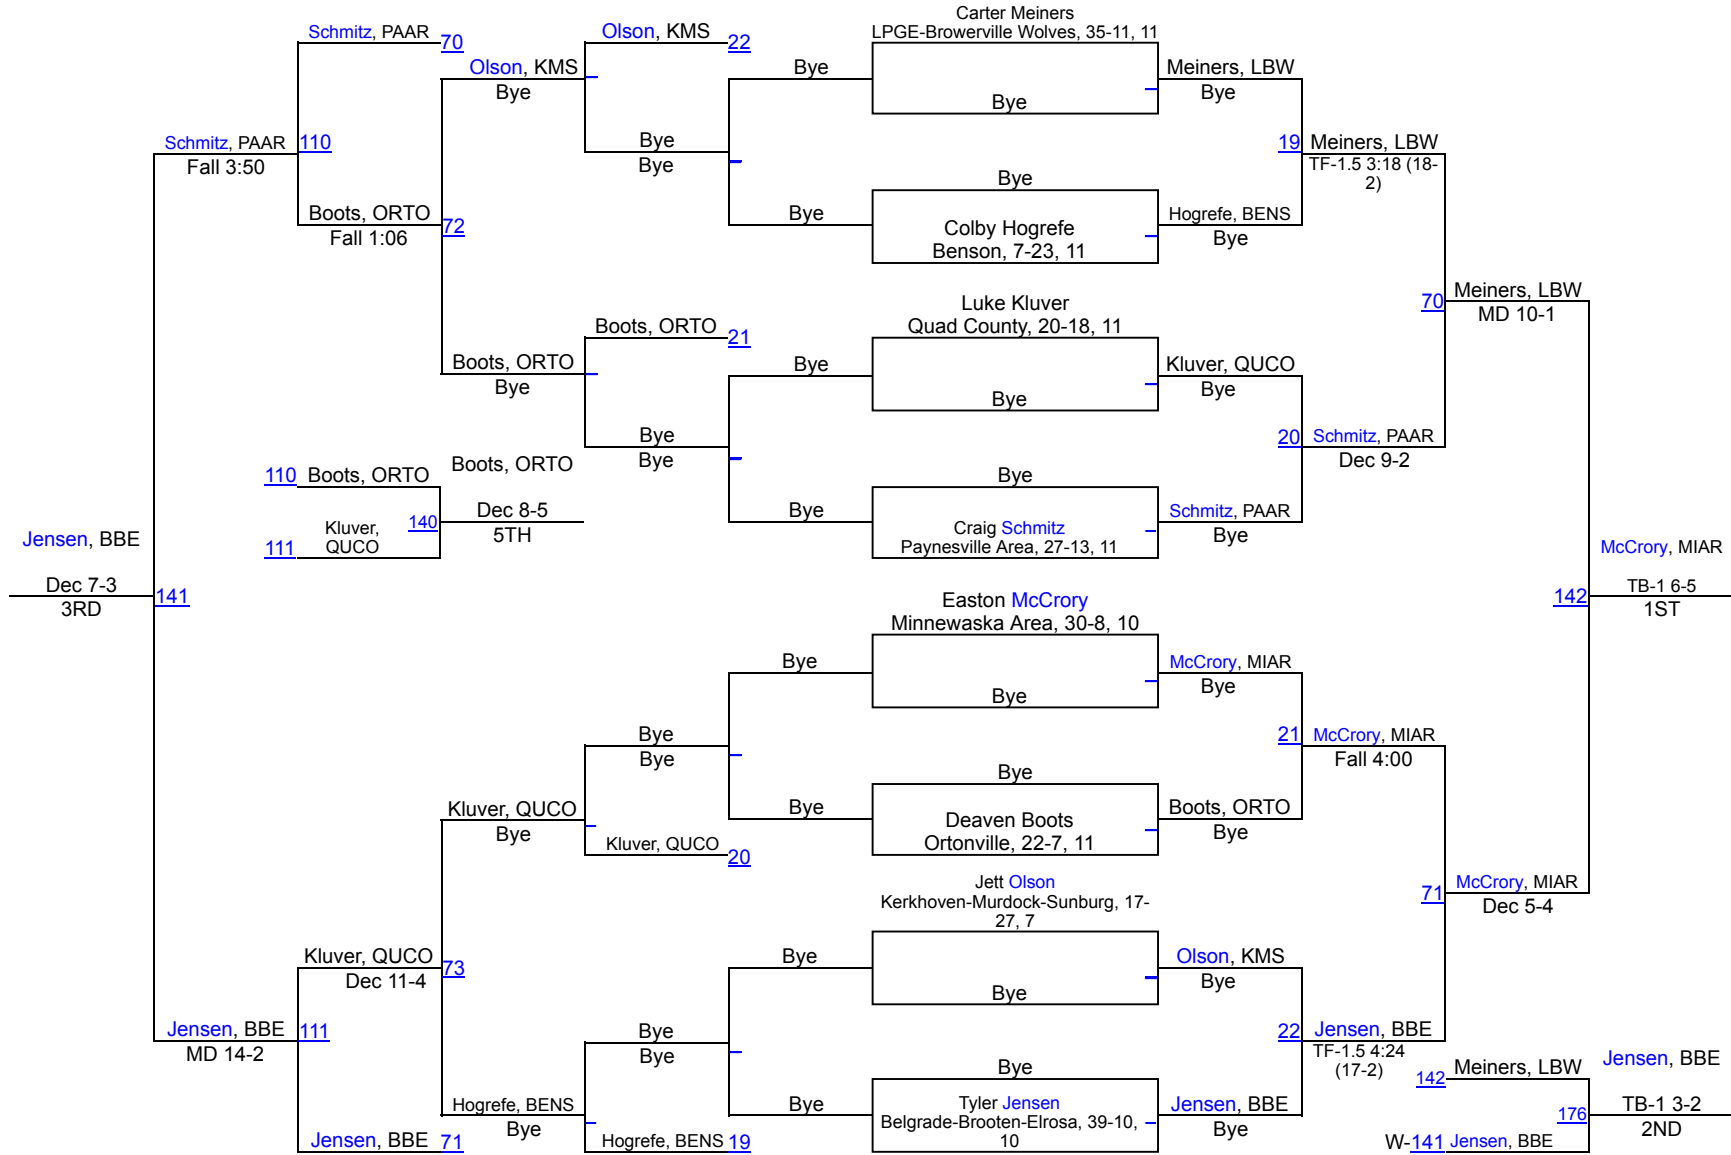 Carter Meiners
LPGE-Browerville Wolves, 35-11, 11
Schmitz, PAAR 70
Olson, KMS 22
Olson, KMS
Bye
Bye
Bye
Meiners, LBW
Bye
Schmitz, PAAR 110
Fall 3:50
Bye
Bye
19 Meiners, LBW
TF-1.5 3:18 (18-
2)
Boots, ORTO 72
Fall 1:06
Bye
Bye
Colby Hogrefe
Benson, 7-23, 11
Hogrefe, BENS
Bye
70 Meiners, LBW
MD 10-1
Luke Kluver
Quad County, 20-18, 11
Boots, ORTO 21
Boots, ORTO
Bye
Bye
Bye
Kluver, QUCO
Bye
Bye
Bye
20 Schmitz, PAAR
Dec 9-2
110 Boots, ORTO
Boots, ORTO
140 Dec 8-5
5TH
111 Kluver,
QUCO
Bye
Bye
Craig Schmitz
Paynesville Area, 27-13, 11
Schmitz, PAAR
Bye
Jensen, BBE
Dec 7-3 141
3RD
McCrory, MIAR
142 TB-1 6-5
1ST
Easton McCrory
Minnewaska Area, 30-8, 10
Bye
Bye
McCrory, MIAR
Bye
Bye
Bye
21 McCrory, MIAR
Fall 4:00
Kluver, QUCO
Bye
Kluver, QUCO 20
Bye
Bye
Deaven Boots
Ortonville, 22-7, 11
Boots, ORTO
Bye
71 McCrory, MIAR
Dec 5-4
Jett Olson
Kerkhoven-Murdock-Sunburg, 17-
27, 7
Kluver, QUCO 73
Dec 11-4
Bye
Bye
Olson, KMS
Bye
Jensen, BBE 111
MD 14-2
Bye
Bye
22 Jensen, BBE
TF-1.5 4:24
(17-2)
Hogrefe, BENS
Bye
Bye
Bye
Tyler Jensen
Belgrade-Brooten-Elrosa, 39-10,
10
Jensen, BBE
Bye
Jensen, BBE 71
Hogrefe, BENS 19
142 Meiners, LBW
Jensen, BBE
176 TB-1 3-2
2ND
W-141 Jensen, BBE